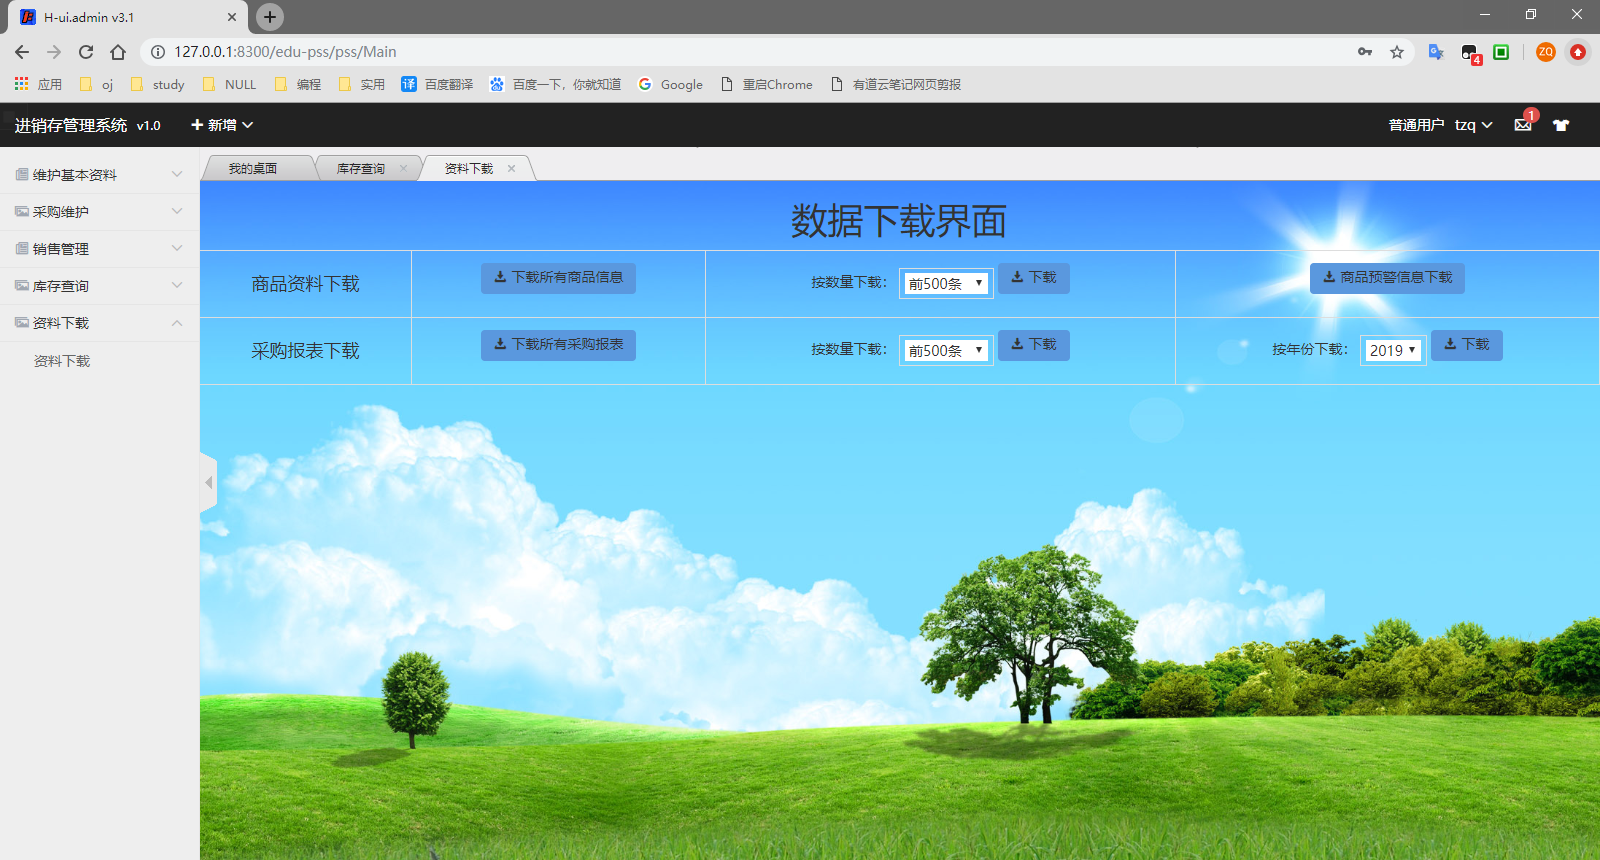 H-ui.admin v3.1
127.0.0.1:8300/edu-pss/pss/Main
ZQ
4
应用 oj study NULL 编程 实用 译 百度翻译 百度一下，你就知道 Google 重启Chrome 有道云笔记网页剪报
进销存管理系统 v1.0 新增 普通用户 tzq 1
我的桌面 库存查询 资料下载
维护基本资料
采购维护
销售管理
库存查询
资料下载
资料下载
数据下载界面
商品资料下载 下载所有商品信息 按数量下载： 前500条 下载 商品预警信息下载
采购报表下载 下载所有采购报表 按数量下载： 前500条 下载 按年份下载： 2019 下载